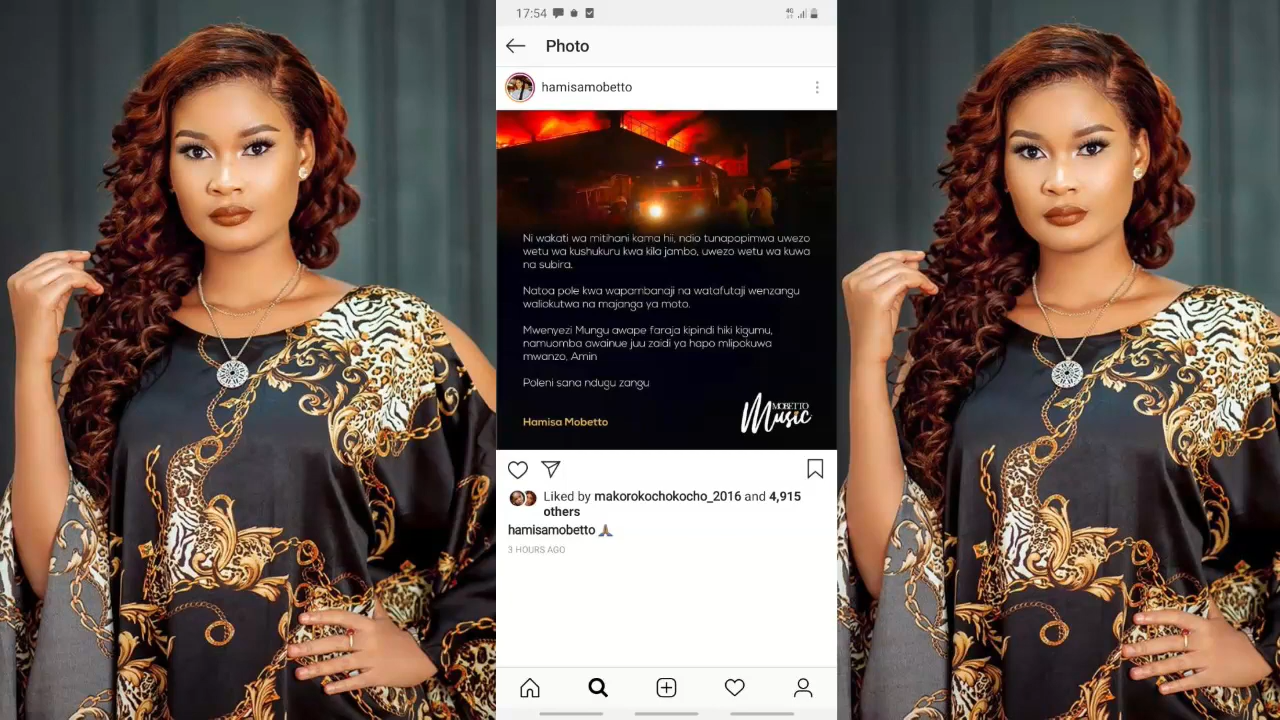 17:54
4G
Photo
hamisamobetto
Ni wakati wa mitihani kama hii, ndio tunapopimwa uwezo
wetu wa kushukuru kwa kila jambo, uwezo wetu wa kuwa
na subira.
Natoa pole kwa wapambanaji na watafutaji wenzangu
waliokutwa na majanga ya moto.
Mwenyezi Mungu awape faraja kipindi hiki kigumu,
namuomba awainue juu zaidi ya hapo mlipokuwa
mwanzo, Amin
Poleni sana ndugu zangu
Hamisa Mobetto
MOBETTO
Music
Liked by makorokochokocho_2016 and 4,915
others
hamisamobetto 🙏🏽
3 HOURS AGO